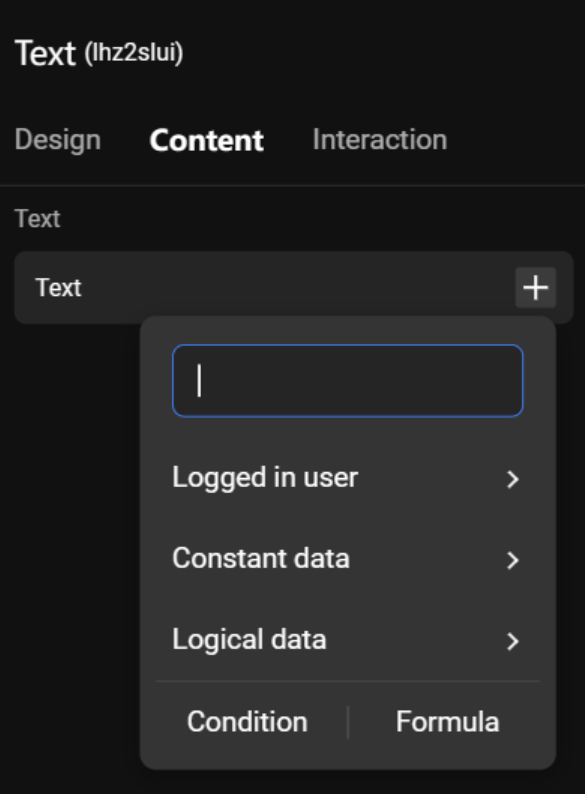 Text (lhz2slui)
Design Content Interaction
Text
Text
Logged in user
Constant data
Logical data
Condition Formula